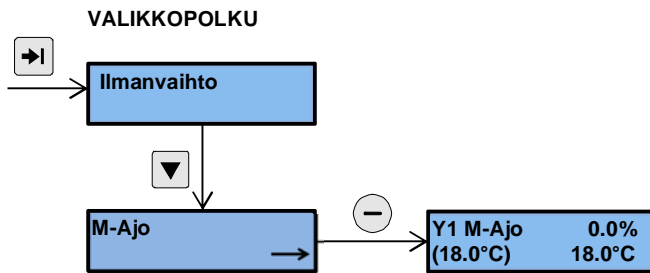 VALIKKOPOLKU
Ilmanvaihto
M-Ajo
Y1 M-Ajo 0.0%
(18.0°C) 18.0°C